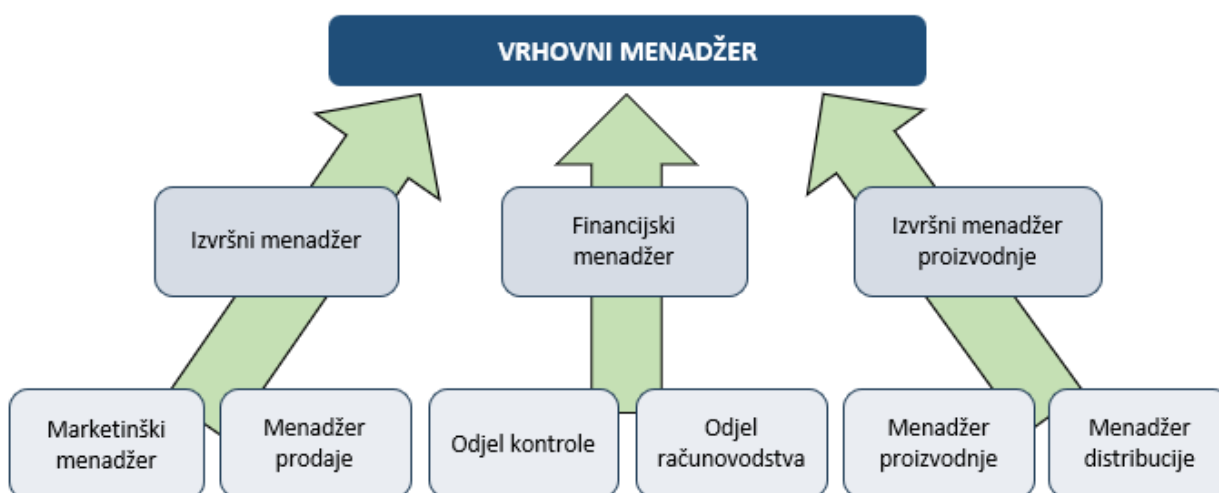 VRHOVNI MENADŽER
Izvršni menadžer
Financijski
menadžer
Izvršni menadžer
proizvodnje
Marketinški
menadžer
Menadžer
prodaje
Odjel kontrole
Odjel
računovodstva
Menadžer
proizvodnje
Menadžer
distribucije